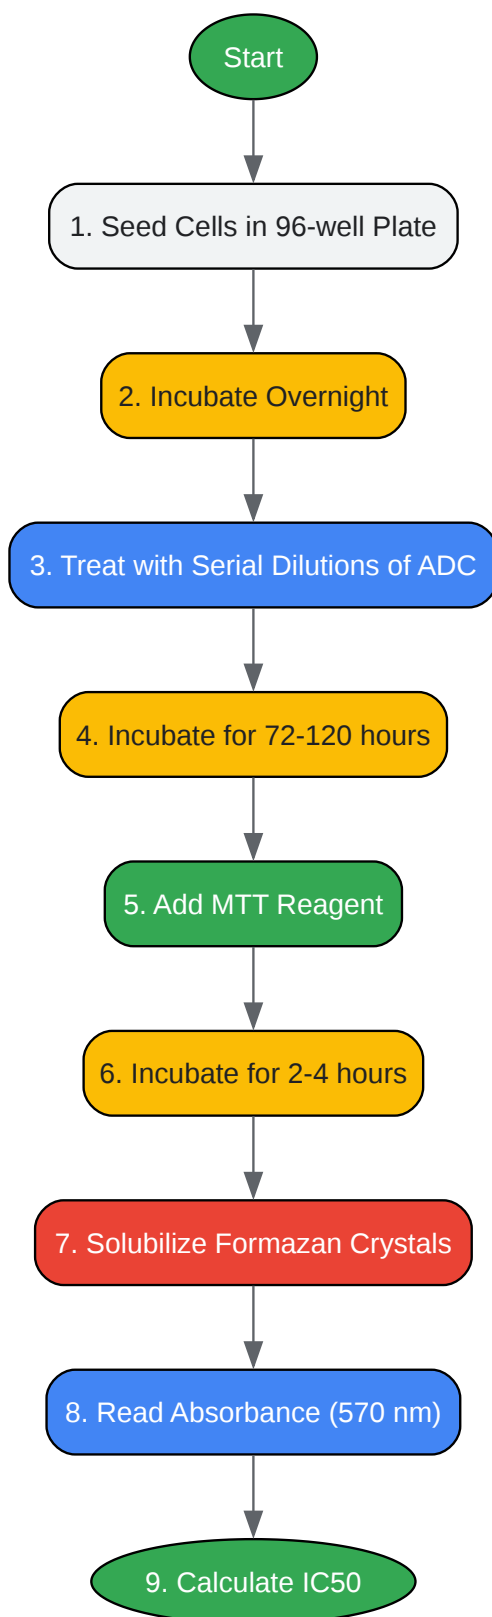 Start
1. Seed Cells in 96-well Plate
2. Incubate Overnight
3. Treat with Serial Dilutions of ADC
4. Incubate for 72-120 hours
5. Add MTT Reagent
6. Incubate for 2-4 hours
7. Solubilize Formazan Crystals
8. Read Absorbance (570 nm)
9. Calculate IC50